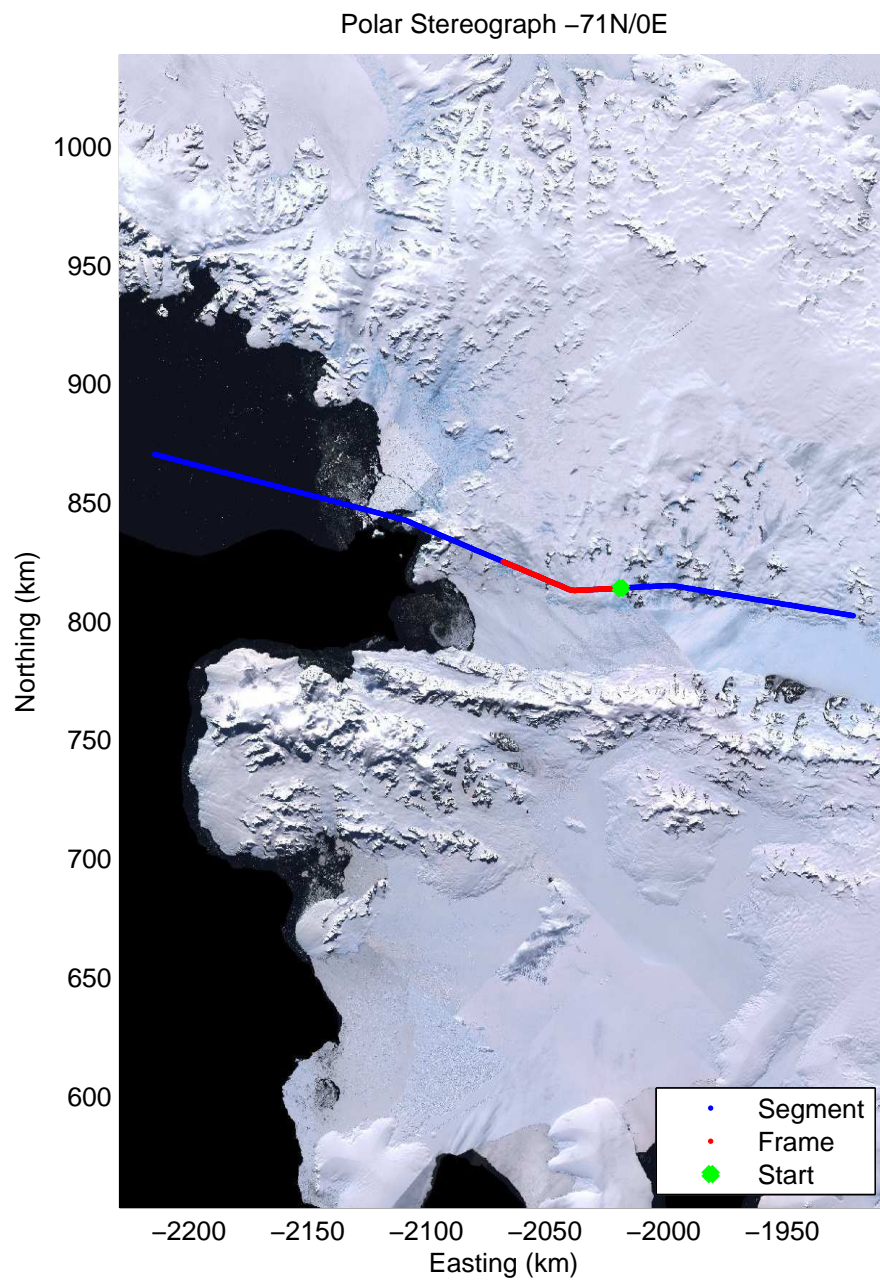 Polar Stereograph −71N/0E
1000
950
900
850
800
750
700
650
600
Northing (km)
Segment
Frame
Start
−2200 −2150 −2100 −2050 −2000 −1950
Easting (km)